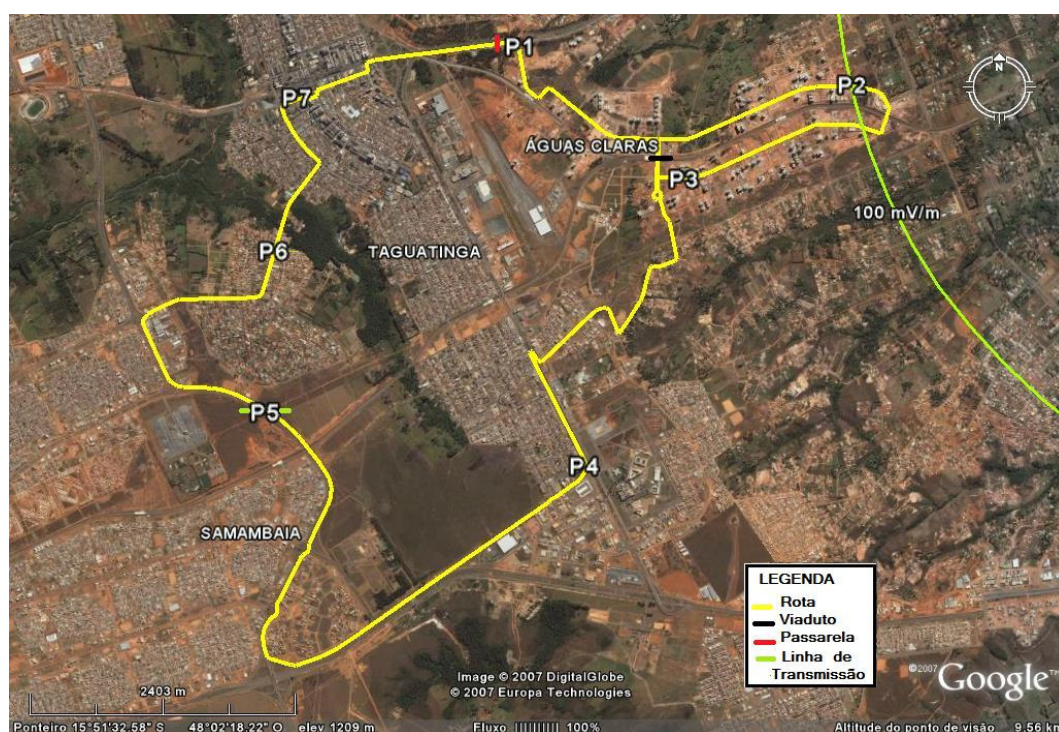 P1
P2
P7
ÁGUAS CLARAS
P3
100 mV/m
P6
TAGUATINGA
P5
P4
SAMAMBAIA
LEGENDA
Rota
Viaduto
Passarela
Linha de
Transmissão
N
2403 m
Image © 2007 DigitalGlobe
© 2007 Europa Technologies
©2007 Google
Ponteiro 15°51'32.58" S 48°02'18.22" O elev 1209 m Fluxo 100% Altitude do ponto de visão 9.56 km